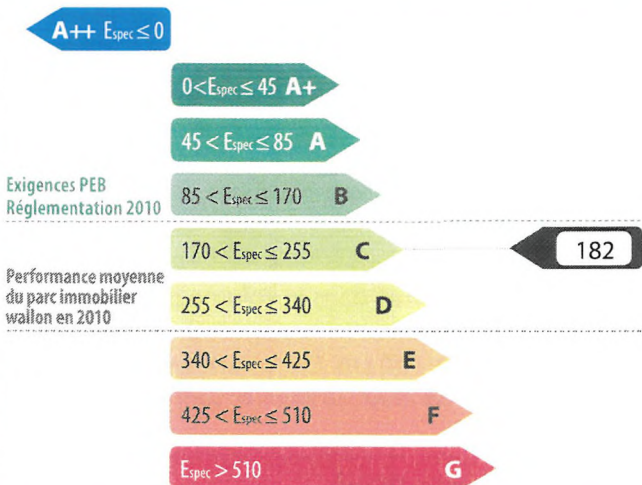 A++ Espec ≤ 0
0<Espec ≤ 45 A+
45 < Espec ≤ 85 A
Exigences PEB
Réglementation 2010
85 < Espec ≤ 170 B
170 < Espec ≤ 255 C
182
Performance moyenne
du parc immobilier
wallon en 2010
255 < Espec ≤ 340 D
340 < Espec ≤ 425 E
425 < Espec ≤ 510 F
Espec > 510 G